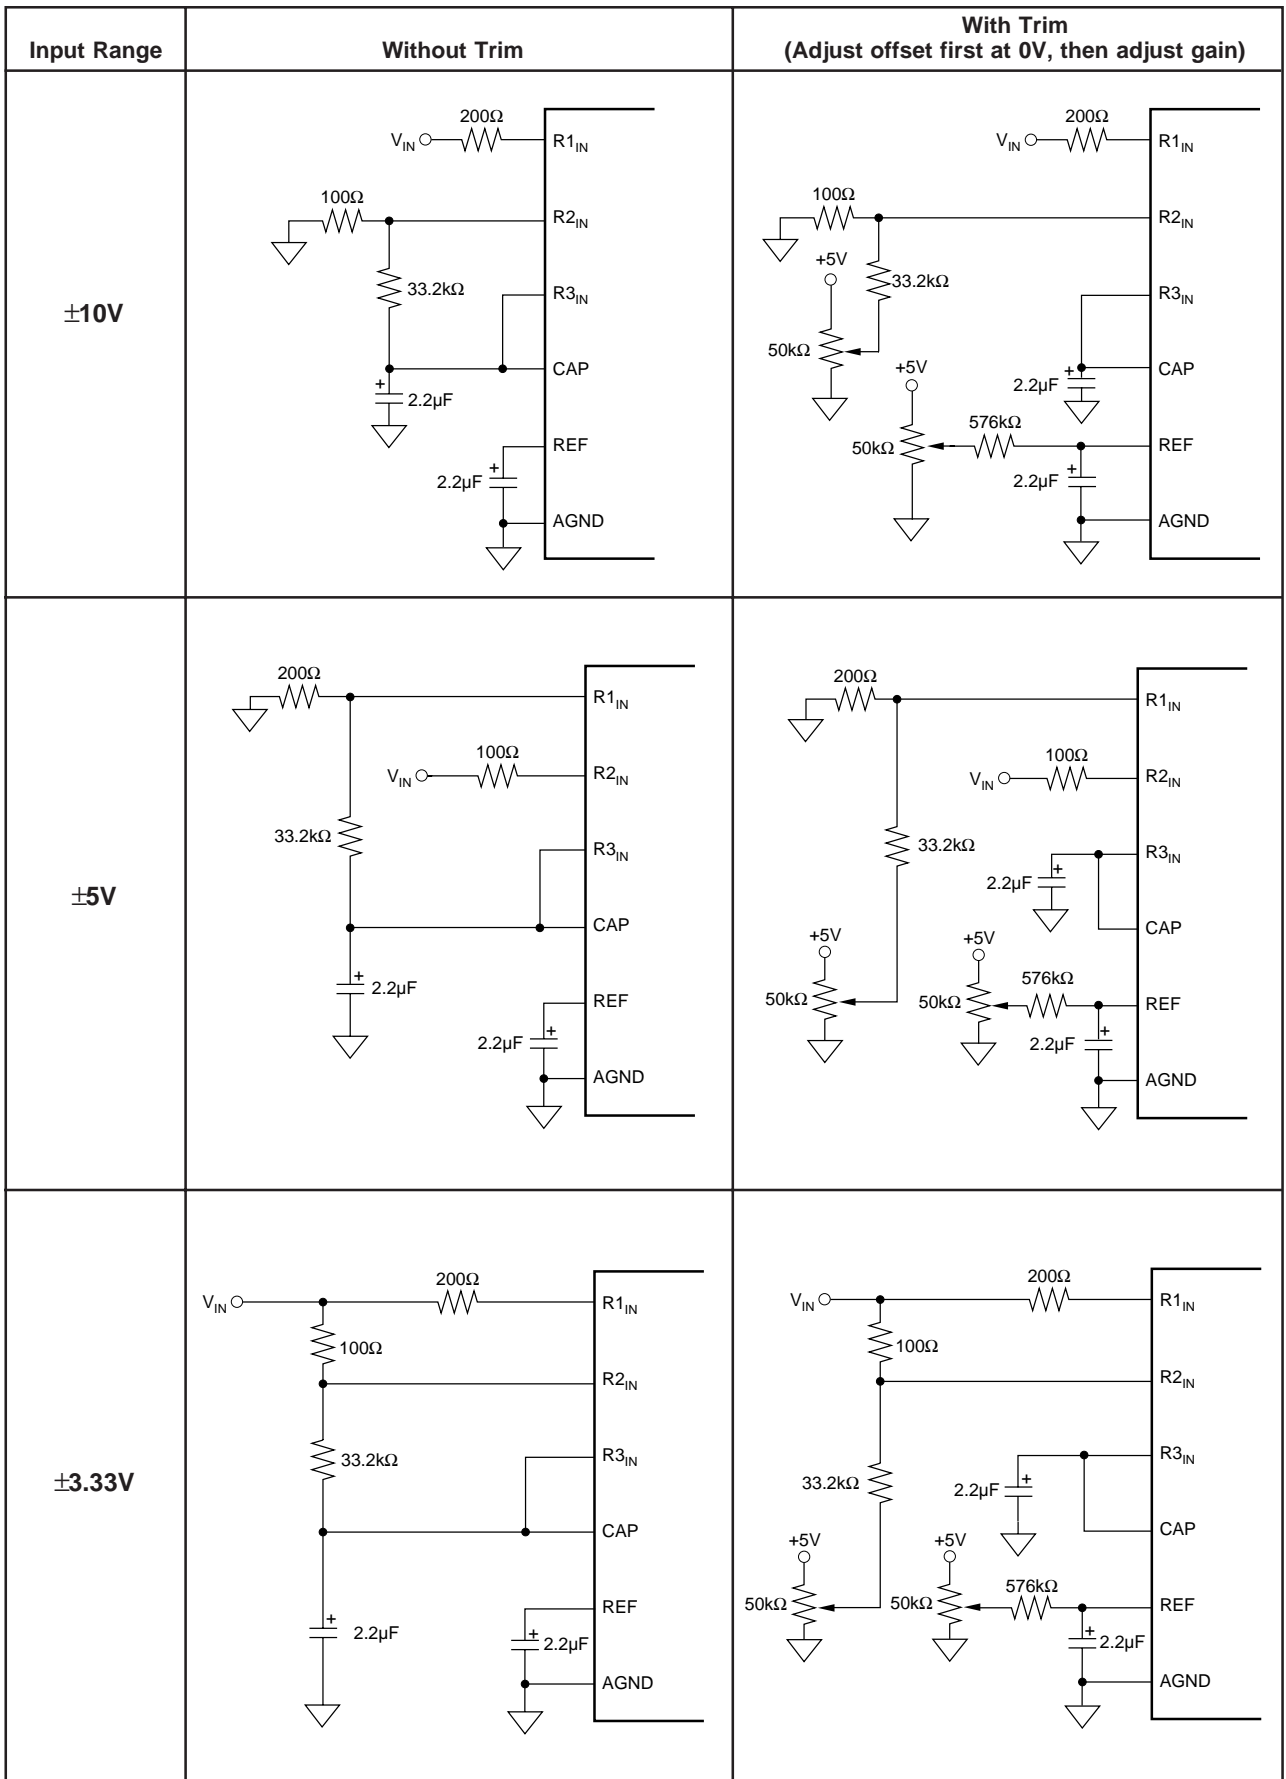 Input Range
Without Trim
With Trim
(Adjust offset first at 0V, then adjust gain)
±10V
200Ω
V_IN
R1_IN
100Ω
R2_IN
33.2kΩ
R3_IN
CAP
+
2.2µF
REF
+
2.2µF
AGND
200Ω
V_IN
R1_IN
100Ω
R2_IN
+5V
33.2kΩ
R3_IN
50kΩ
+5V
CAP
+
2.2µF
576kΩ
50kΩ
REF
+
2.2µF
AGND
±5V
200Ω
R1_IN
100Ω
V_IN
R2_IN
33.2kΩ
R3_IN
CAP
+
2.2µF
REF
+
2.2µF
AGND
200Ω
R1_IN
100Ω
V_IN
R2_IN
33.2kΩ
R3_IN
+
2.2µF
CAP
+5V
+5V
576kΩ
50kΩ
50kΩ
REF
+
2.2µF
AGND
±3.33V
200Ω
V_IN
R1_IN
100Ω
R2_IN
33.2kΩ
R3_IN
CAP
+
2.2µF
REF
+
2.2µF
AGND
200Ω
V_IN
R1_IN
100Ω
R2_IN
33.2kΩ
R3_IN
+
2.2µF
CAP
+5V
+5V
576kΩ
50kΩ
50kΩ
REF
+
2.2µF
AGND